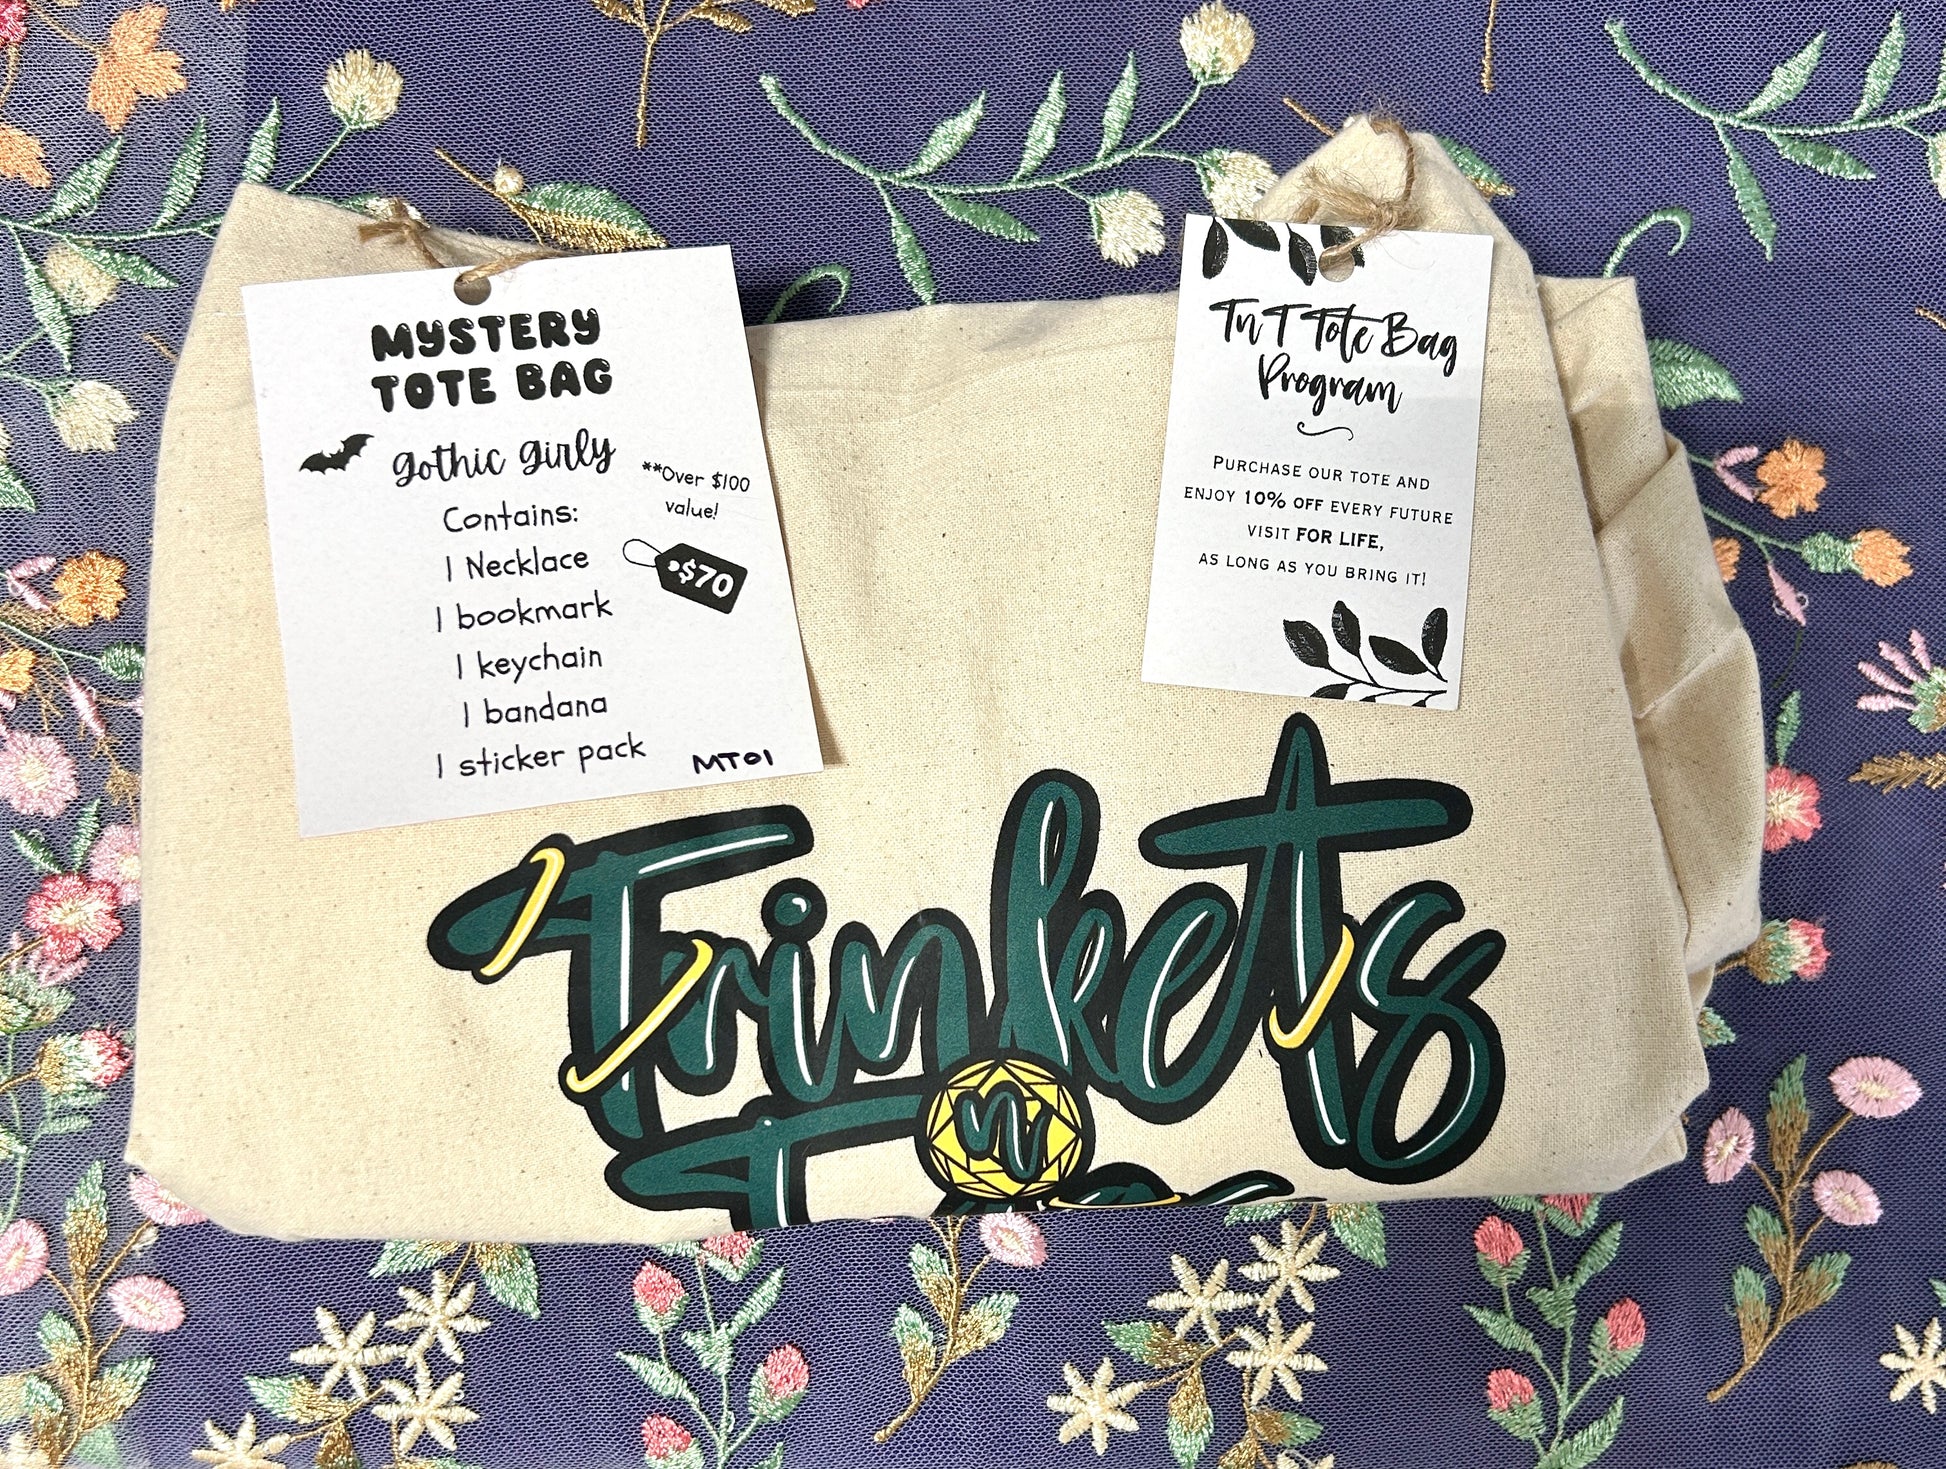 MYSTERY
TOTE BAG
gothic girly
**Over $100
value!
$70
Contains:
1 Necklace
1 bookmark
1 keychain
1 bandana
1 sticker pack
MT01
TnT Tote Bag
Program
PURCHASE OUR TOTE AND
ENJOY 10% OFF EVERY FUTURE
VISIT FOR LIFE,
AS LONG AS YOU BRING IT!
Trinkets
n